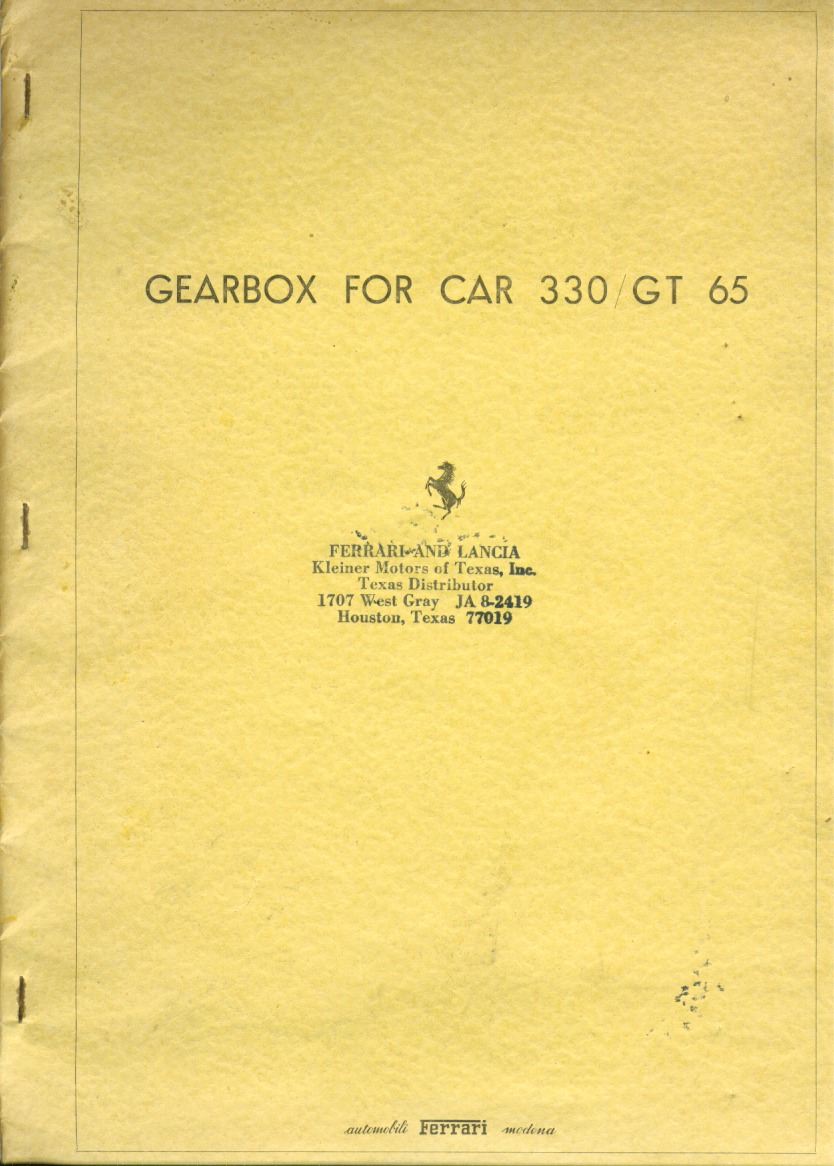 GEARBOX FOR CAR 330/GT 65
FERRARI AND LANCIA
Kleiner Motors of Texas, Inc.
Texas Distributor
1707 West Gray JA 8-2419
Houston, Texas 77019
automobili Ferrari modena